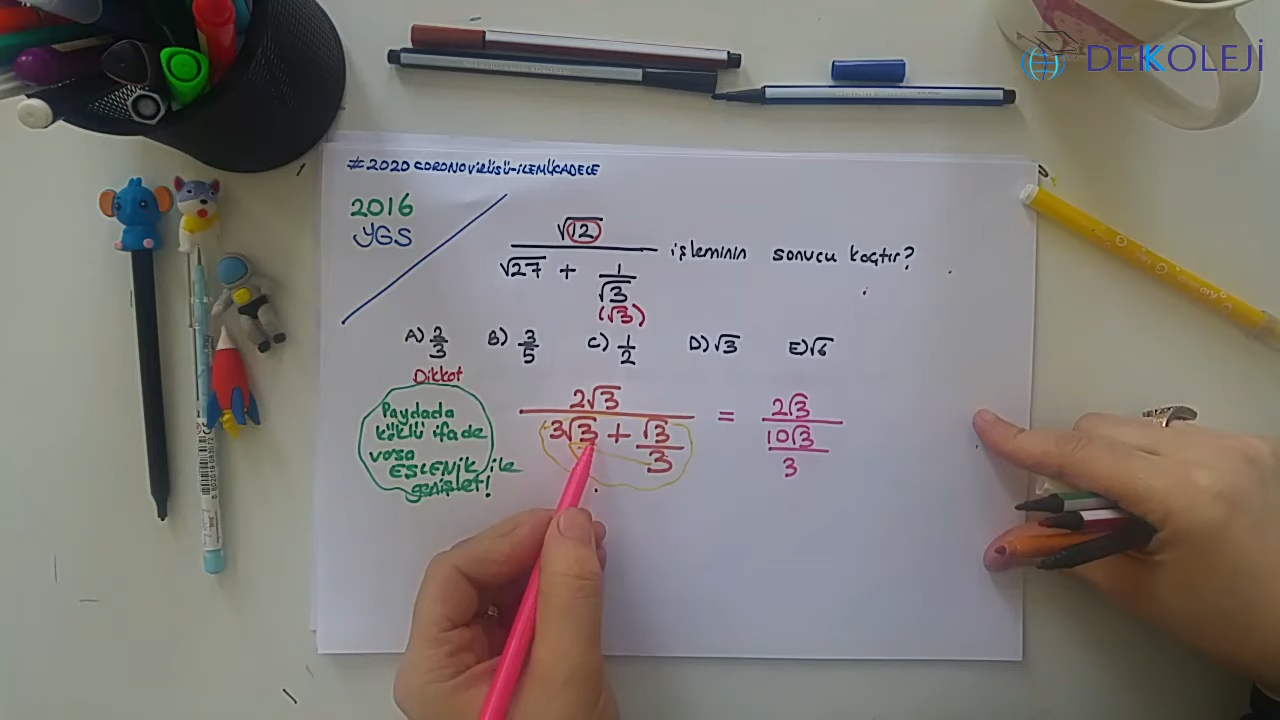 DEKOLEJİ
#2020CORONOVİRÜSÜ-İLEMÜCADELE
2016
YGS
√12
√27 + 1/√3
(√3)
işleminin sonucu kaçtır?
A) 2/3 B) 3/5 C) 1/2 D) √3 E) √6
Dikkat
Paydada
köklü ifade
varsa
EŞLENİK ile
genişlet!
2√3 = 2√3
3√3 + √3/3
10√3
3